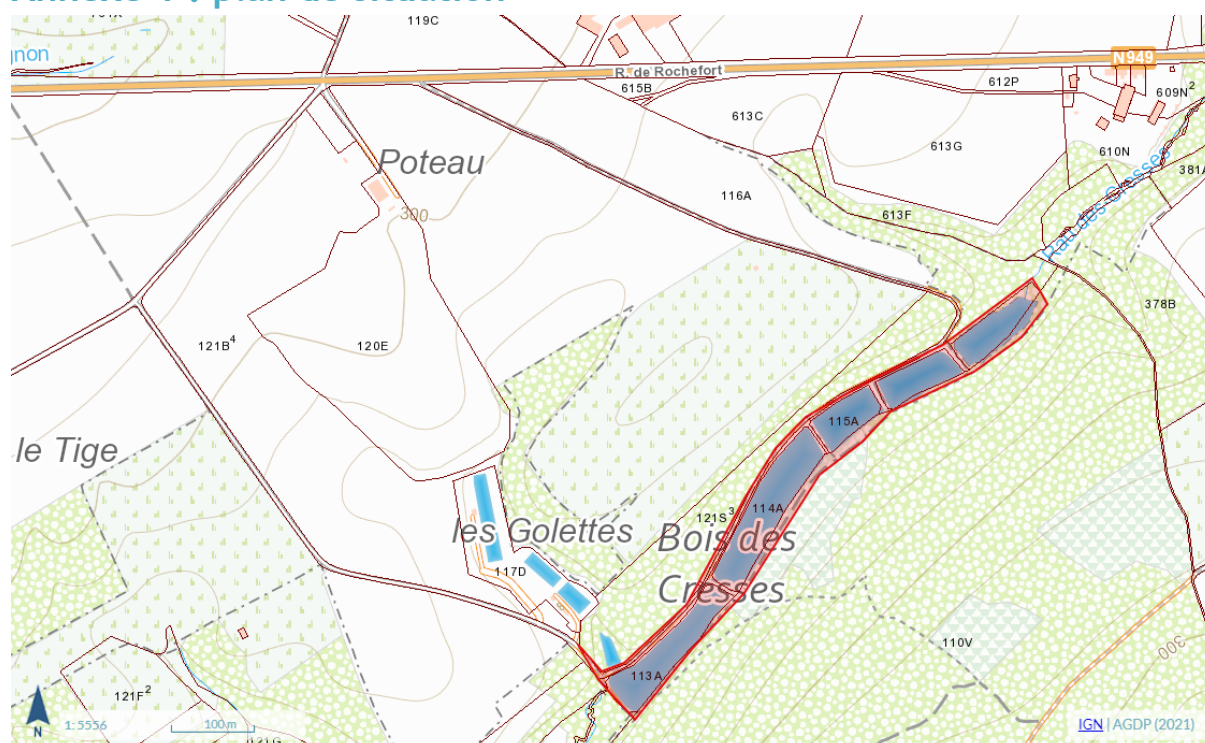 119C
gnon
N949
R. de Rochefort
615B
612P
609N²
613C
613G
610N
381A
Poteau
116A
300
613F
Ruau des Cresses
378B
121B⁴
120E
115A
le Tige
114A
les Golettes
121S³
Bois des
Cresses
117D
110V
300
113A
121F²
1: 5556
100 m
N
IGN | AGDP (2021)